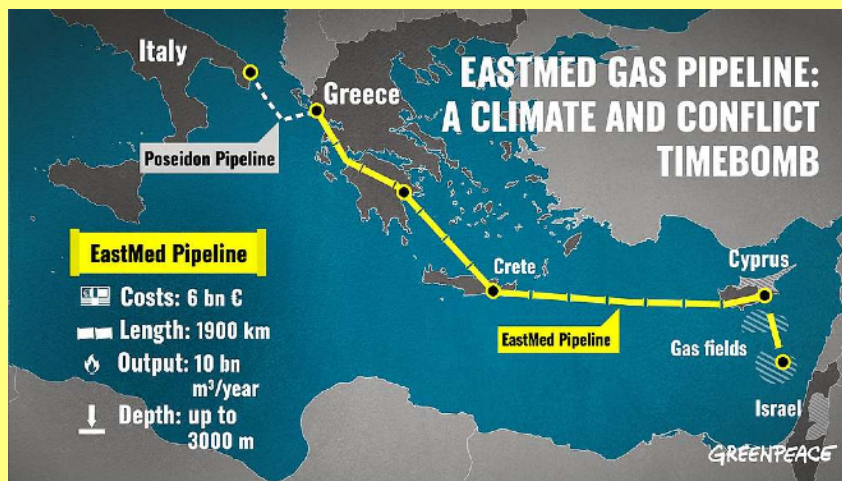 Italy
Greece
EASTMED GAS PIPELINE:
A CLIMATE AND CONFLICT
TIMEBOMB
Poseidon Pipeline
EastMed Pipeline
Costs: 6 bn €
Length: 1900 km
Output: 10 bn
m³/year
Depth: up to
3000 m
Crete
Cyprus
EastMed Pipeline
Gas fields
Israel
GREENPEACE